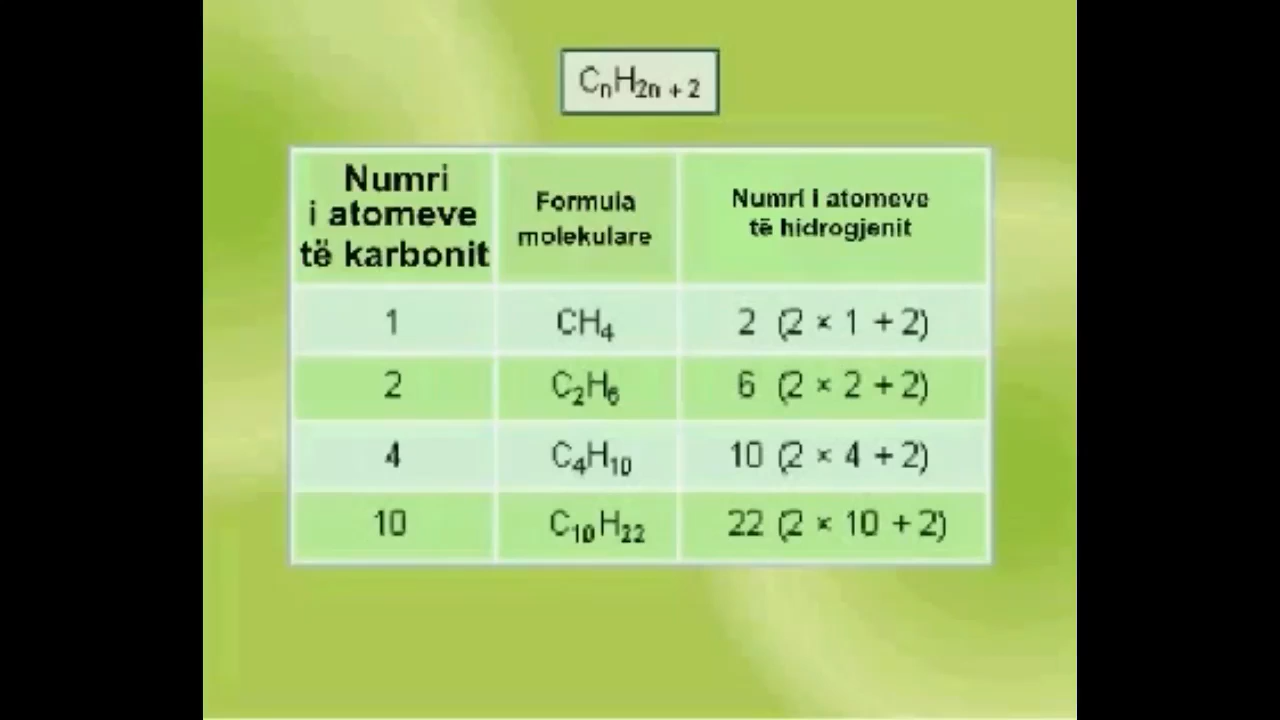 CₙH₂ₙ ₊ ₂
Numri
i atomeve
të karbonit
Formula
molekulare
Numri i atomeve
të hidrogjenit
1 CH₄ 2 (2 × 1 + 2)
2 C₂H₆ 6 (2 × 2 + 2)
4 C₄H₁₀ 10 (2 × 4 + 2)
10 C₁₀H₂₂ 22 (2 × 10 + 2)